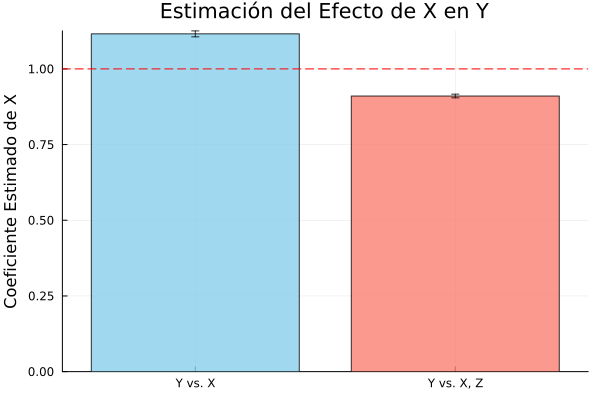 Estimación del Efecto de X en Y
Coeficiente Estimado de X
1.00
0.75
0.50
0.25
0.00
Y vs. X
Y vs. X, Z